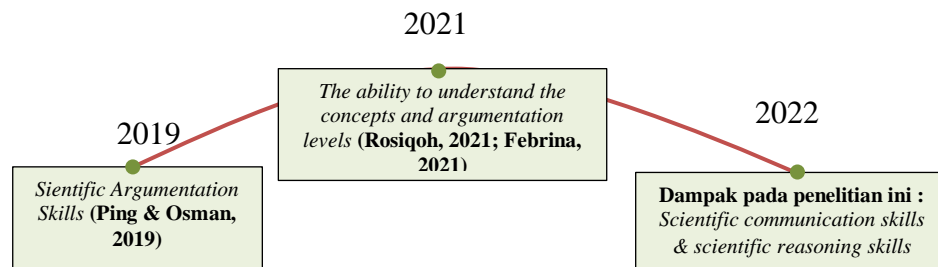 2021
The ability to understand the
concepts and argumentation
levels (Rosiqoh, 2021; Febrina,
2021)
2019
Sientific Argumentation
Skills (Ping & Osman,
2019)
2022
Dampak pada penelitian ini :
Scientific communication skills
& scientific reasoning skills